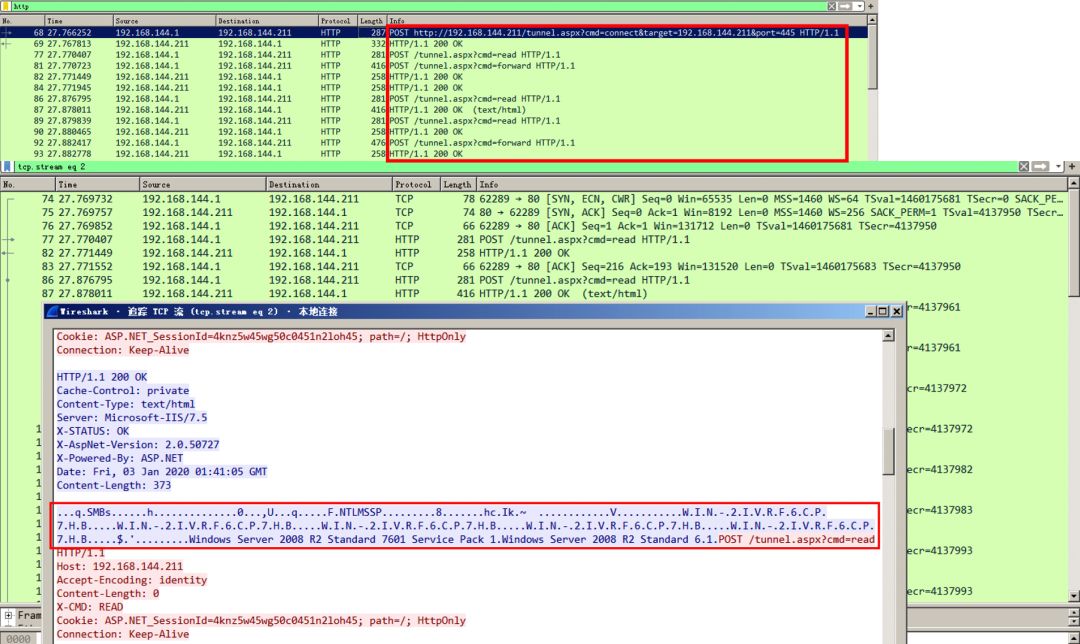 http
No. Time Source Destination Protocol Length Info
68 27.766252 192.168.144.1 192.168.144.211 HTTP 287 POST http://192.168.144.211/tunnel.aspx?cmd=connect&target=192.168.144.211&port=445 HTTP/1.1
69 27.767813 192.168.144.211 192.168.144.1 HTTP 332 HTTP/1.1 200 OK
77 27.770407 192.168.144.1 192.168.144.211 HTTP 281 POST /tunnel.aspx?cmd=read HTTP/1.1
81 27.770723 192.168.144.1 192.168.144.211 HTTP 416 POST /tunnel.aspx?cmd=forward HTTP/1.1
82 27.771449 192.168.144.211 192.168.144.1 HTTP 258 HTTP/1.1 200 OK
84 27.771945 192.168.144.211 192.168.144.1 HTTP 258 HTTP/1.1 200 OK
86 27.876795 192.168.144.1 192.168.144.211 HTTP 281 POST /tunnel.aspx?cmd=read HTTP/1.1
87 27.878011 192.168.144.211 192.168.144.1 HTTP 416 HTTP/1.1 200 OK (text/html)
89 27.879839 192.168.144.1 192.168.144.211 HTTP 281 POST /tunnel.aspx?cmd=read HTTP/1.1
90 27.880465 192.168.144.211 192.168.144.1 HTTP 258 HTTP/1.1 200 OK
92 27.882417 192.168.144.1 192.168.144.211 HTTP 476 POST /tunnel.aspx?cmd=forward HTTP/1.1
93 27.882778 192.168.144.211 192.168.144.1 HTTP 258 HTTP/1.1 200 OK
tcp.stream eq 2
No. Time Source Destination Protocol Length Info
74 27.769732 192.168.144.1 192.168.144.211 TCP 78 62289 → 80 [SYN, ECN, CWR] Seq=0 Win=65535 Len=0 MSS=1460 WS=64 TSval=1460175681 TSecr=0 SACK_PE…
75 27.769757 192.168.144.211 192.168.144.1 TCP 74 80 → 62289 [SYN, ACK] Seq=0 Ack=1 Win=8192 Len=0 MSS=1460 WS=256 SACK_PERM=1 TSval=4137950 TSecr…
76 27.769852 192.168.144.1 192.168.144.211 TCP 66 62289 → 80 [ACK] Seq=1 Ack=1 Win=131712 Len=0 TSval=1460175681 TSecr=4137950
77 27.770407 192.168.144.1 192.168.144.211 HTTP 281 POST /tunnel.aspx?cmd=read HTTP/1.1
82 27.771449 192.168.144.211 192.168.144.1 HTTP 258 HTTP/1.1 200 OK
83 27.771552 192.168.144.1 192.168.144.211 TCP 66 62289 → 80 [ACK] Seq=216 Ack=193 Win=131520 Len=0 TSval=1460175683 TSecr=4137950
86 27.876795 192.168.144.1 192.168.144.211 HTTP 281 POST /tunnel.aspx?cmd=read HTTP/1.1
87 27.878011 192.168.144.211 192.168.144.1 HTTP 416 HTTP/1.1 200 OK (text/html)
r=4137961
Wireshark · 追踪 TCP 流 (tcp.stream eq 2) · 本地连接
Cookie: ASP.NET_SessionId=4knz5w45wg50c0451n2loh45; path=/; HttpOnly
Connection: Keep-Alive
r=4137961
HTTP/1.1 200 OK
Cache-Control: private
cr=4137972
Content-Type: text/html
Server: Microsoft-IIS/7.5
X-STATUS: OK
1 ecr=4137972
X-AspNet-Version: 2.0.50727
1
X-Powered-By: ASP.NET
1
Date: Fri, 03 Jan 2020 01:41:05 GMT
1 ecr=4137982
Content-Length: 373
1
1
...q.SMBs......h..............0...,U...q.....F.NTLMSSP.........8.......hc.Ik.~ ...........V...........W.I.N.-.2.I.V.R.F.6.C.P.
1 ecr=4137983
7.H.B.....W.I.N.-.2.I.V.R.F.6.C.P.7.H.B.....W.I.N.-.2.I.V.R.F.6.C.P.7.H.B.....W.I.N.-.2.I.V.R.F.6.C.P.7.H.B.....W.I.N.-.2.I.V.R.F.6.C.P.
7.H.B.....$.'.........Windows Server 2008 R2 Standard 7601 Service Pack 1.Windows Server 2008 R2 Standard 6.1.POST /tunnel.aspx?cmd=read
HTTP/1.1
1 ecr=4137993
Host: 192.168.144.211
1
Accept-Encoding: identity
1
Content-Length: 0
1 ecr=4137993
X-CMD: READ
Fram
Cookie: ASP.NET_SessionId=4knz5w45wg50c0451n2loh45; path=/; HttpOnly
Connection: Keep-Alive
0000